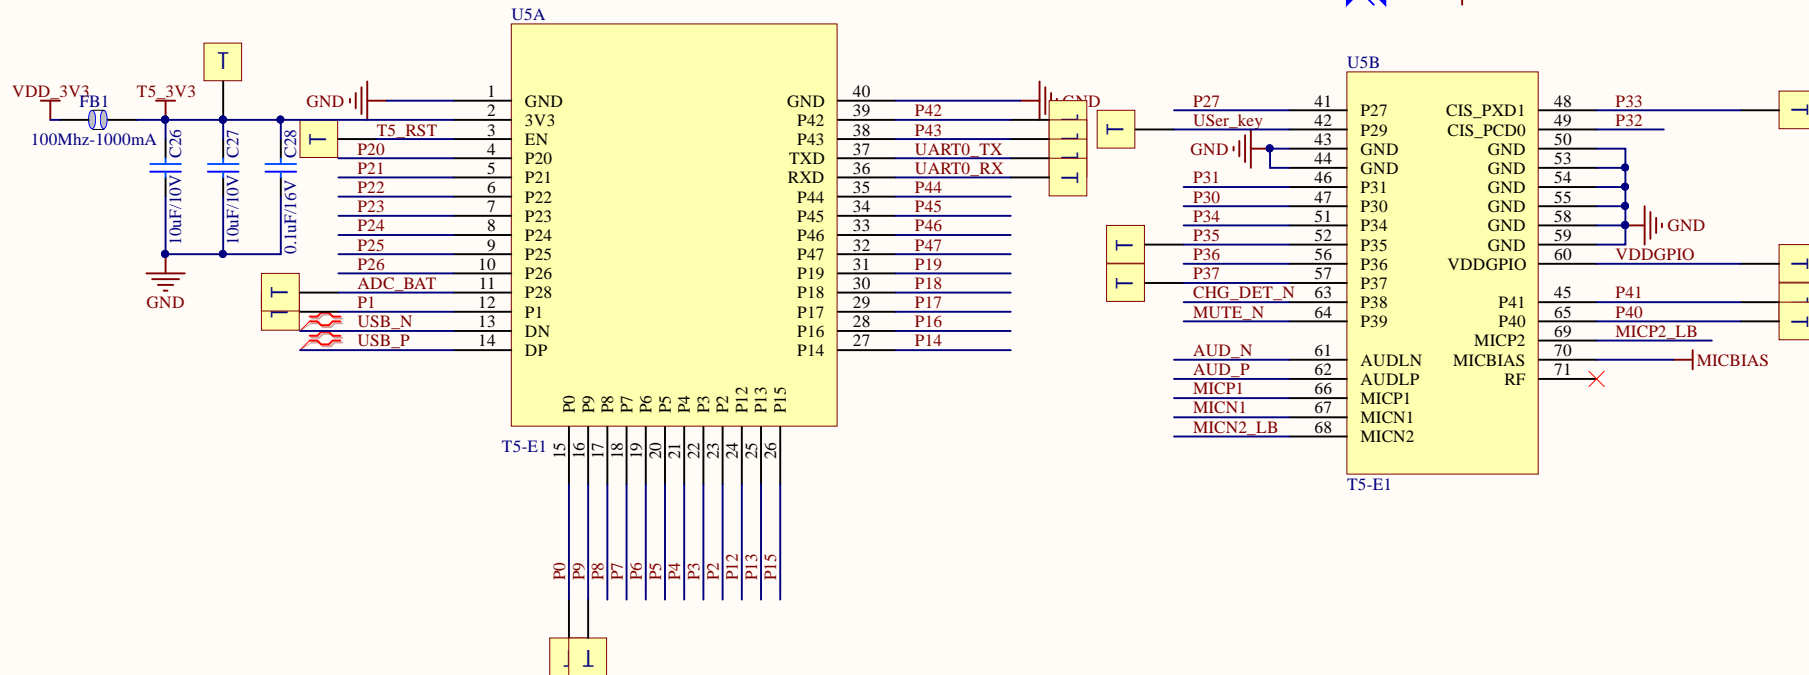 U5A
VDD_3V3
FB1
100Mhz-1000mA
T5_3V3
T
C26
10uF/10V
C27
10uF/10V
C28
0.1uF/16V
GND
GND
T
T5_RST
P20
P21
P22
P23
P24
P25
P26
T
ADC_BAT
T
P1
USB_N
USB_P
1 GND
2 3V3
3 EN
4 P20
5 P21
6 P22
7 P23
8 P24
9 P25
10 P26
11 P28
12 P1
13 DN
14 DP
GND 40
P42 39 P42
P43 38 P43
TXD 37 UART0_TX
RXD 36 UART0_RX
P44 35 P44
P45 34 P45
P46 33 P46
P47 32 P47
P19 31 P19
P18 30 P18
P17 29 P17
P16 28 P16
P14 27 P14
GND
T
P0 P9 P8 P7 P6 P5 P4 P3 P2 P12 P13 P15
T5-E1
15 16 17 18 19 20 21 22 23 24 25 26
P0 P9 P8 P7 P6 P5 P4 P3 P2 P12 P13 P15
T
U5B
P27 41 P27
T USer_key 42 P29
GND 43 GND
44 GND
P31 46 P31
P30 47 P30
P34 51 P34
T P35 52 P35
P36 56 P36
T P37 57 P37
CHG_DET_N 63 P38
MUTE_N 64 P39
AUD_N 61 AUDLN
AUD_P 62 AUDLP
MICP1 66 MICP1
MICN1 67 MICN1
MICN2_LB 68 MICN2
CIS_PXD1 48 P33
CIS_PCD0 49 P32
GND 50
GND 53
GND 54
GND 55
GND 58 GND
GND 59
VDDGPIO 60 VDDGPIO
P41 45 P41
P40 65 P40
MICP2 69 MICP2_LB
MICBIAS 70 MICBIAS
RF 71
T5-E1